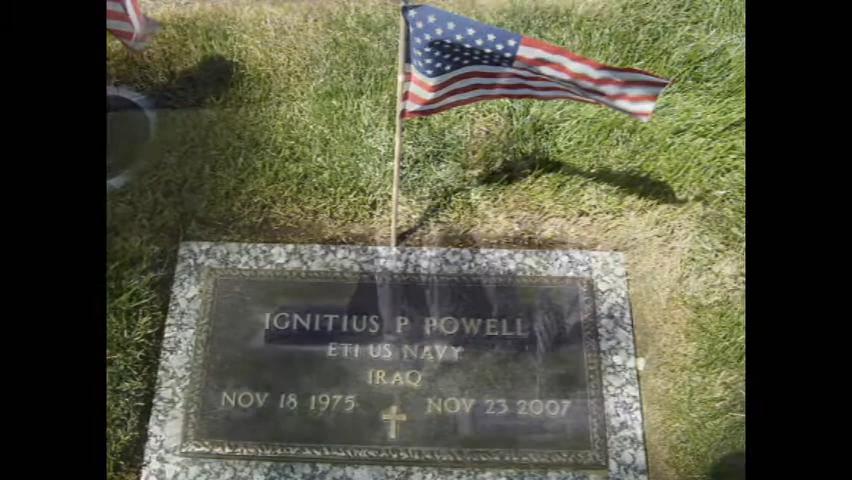 IGNITIUS P POWELL
ET1 US NAVY
IRAQ
NOV 18 1975 NOV 23 2007